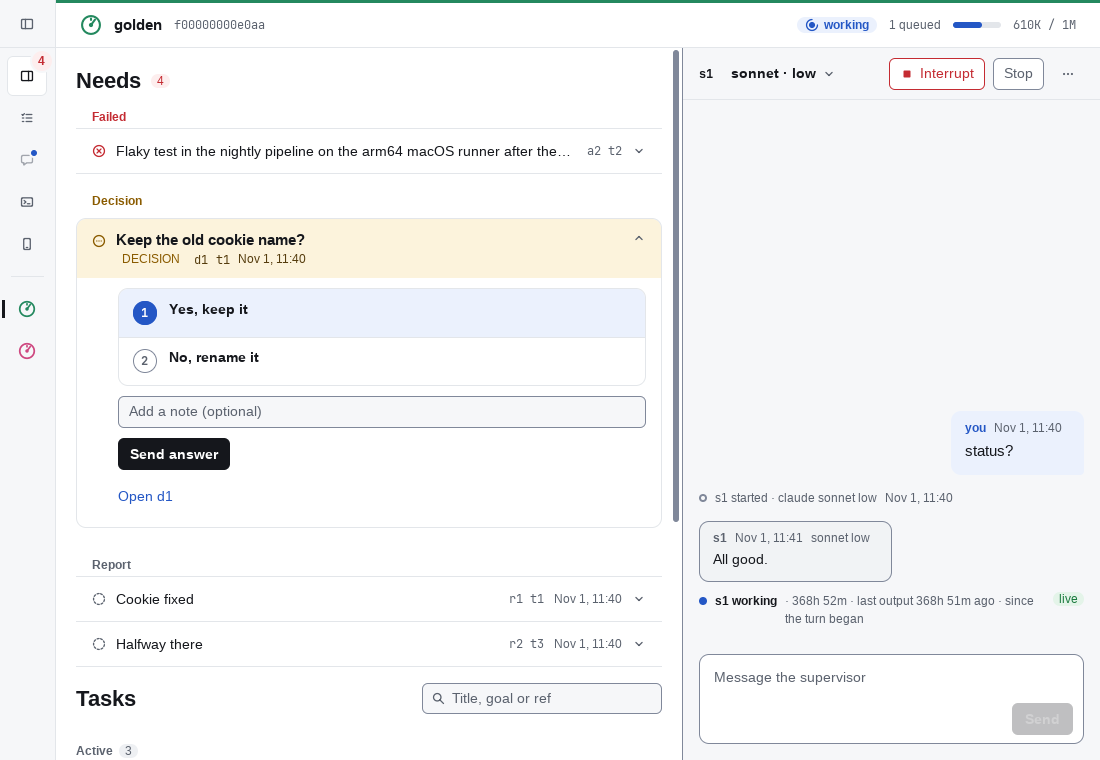 golden f00000000e0aa
working 1 queued 610K / 1M
4
Needs 4
Failed
Flaky test in the nightly pipeline on the arm64 macOS runner after the… a2 t2
Decision
Keep the old cookie name?
DECISION d1 t1 Nov 1, 11:40
1 Yes, keep it
2 No, rename it
Add a note (optional)
Send answer
Open d1
Report
Cookie fixed r1 t1 Nov 1, 11:40
Halfway there r2 t3 Nov 1, 11:40
Tasks
Title, goal or ref
Active 3
s1 sonnet · low
Interrupt
Stop
you Nov 1, 11:40
status?
s1 started · claude sonnet low Nov 1, 11:40
s1 Nov 1, 11:41 sonnet low
All good.
s1 working · 368h 52m · last output 368h 51m ago · since
the turn began
live
Message the supervisor
Send